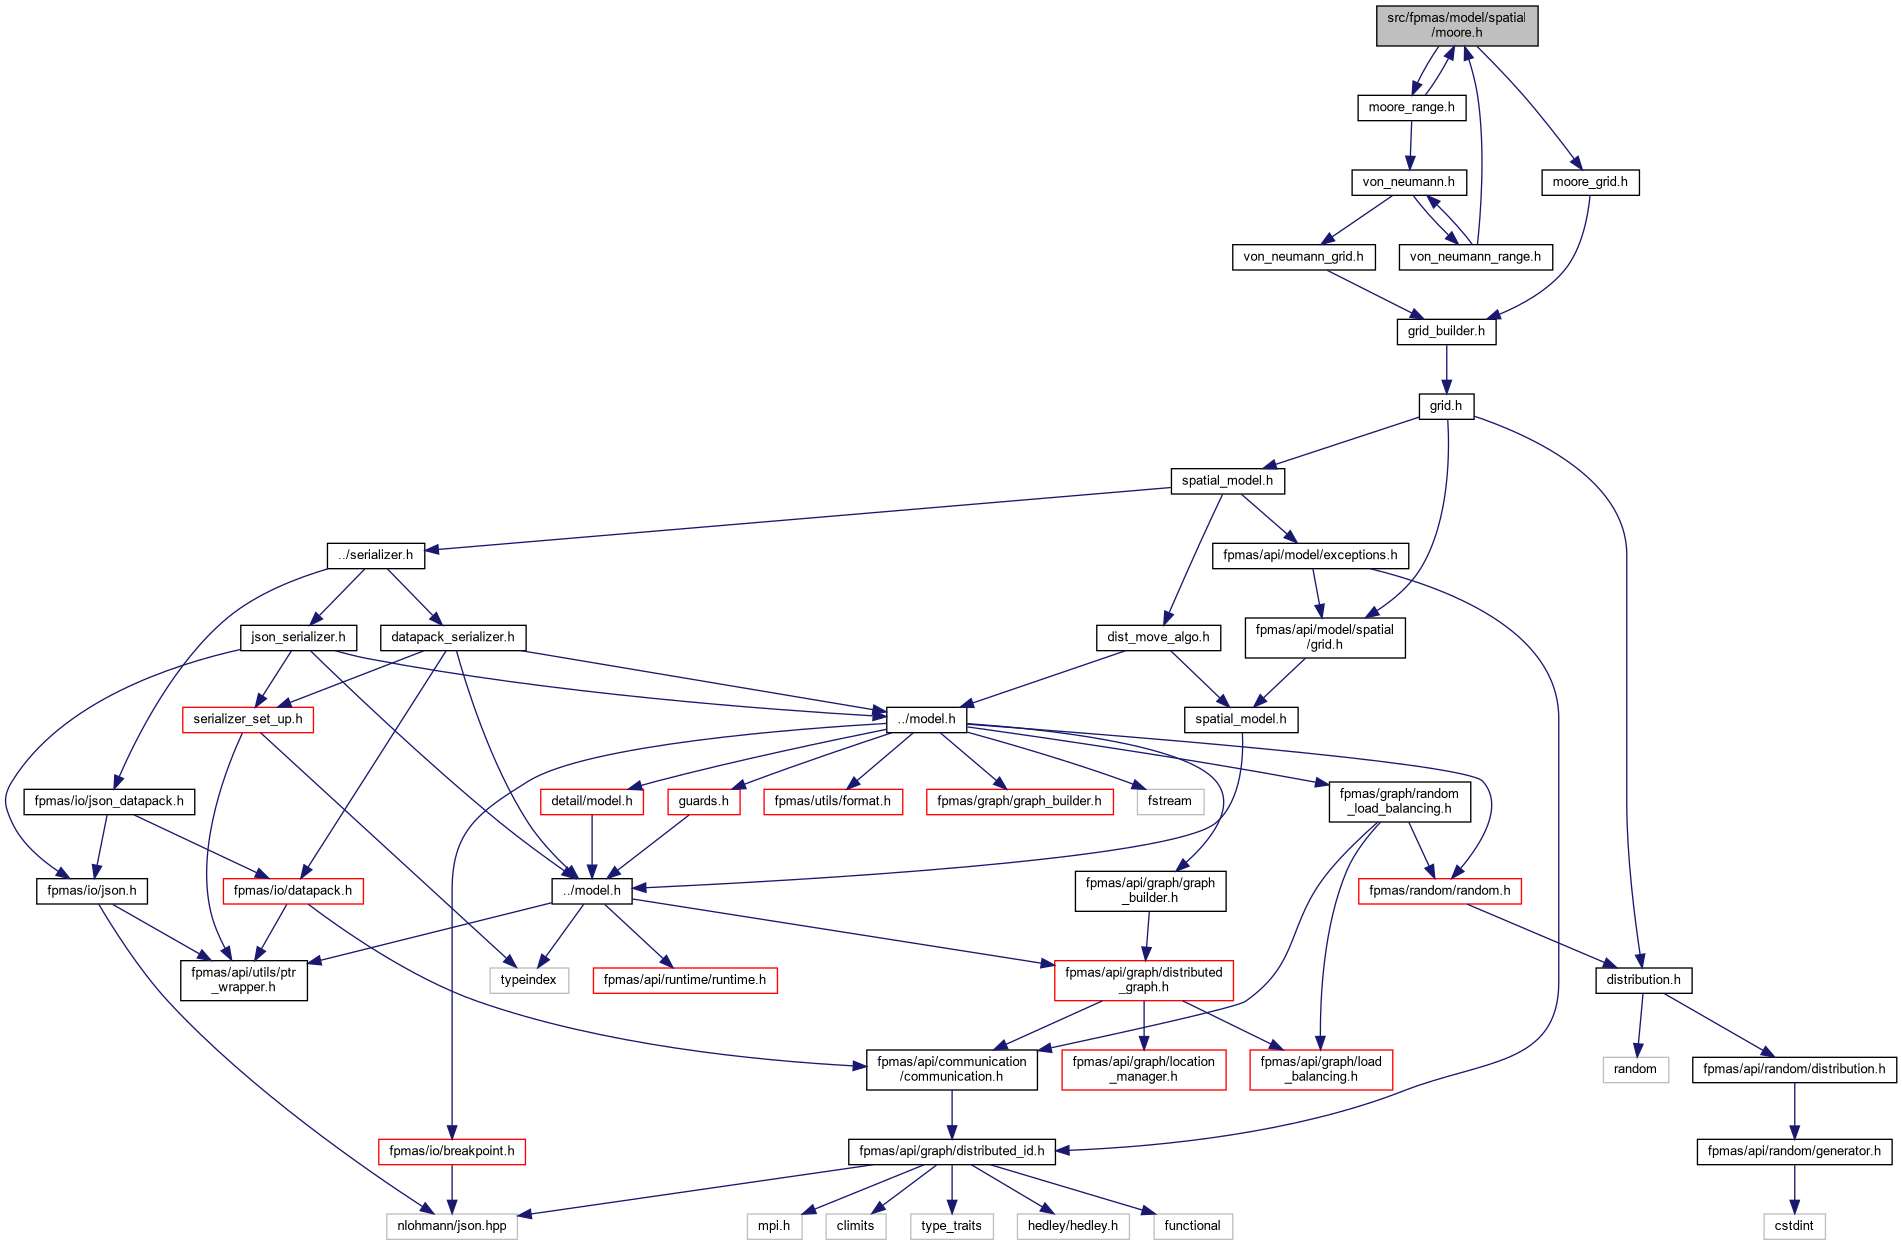 src/fpmas/model/spatial
/moore.h
moore_range.h
von_neumann.h
moore_grid.h
von_neumann_grid.h
von_neumann_range.h
grid_builder.h
grid.h
spatial_model.h
../serializer.h
fpmas/api/model/exceptions.h
json_serializer.h
datapack_serializer.h
dist_move_algo.h
fpmas/api/model/spatial
/grid.h
serializer_set_up.h
../model.h
spatial_model.h
fpmas/io/json_datapack.h
detail/model.h
guards.h
fpmas/utils/format.h
fpmas/graph/graph_builder.h
fstream
fpmas/graph/random
_load_balancing.h
fpmas/io/json.h
fpmas/io/datapack.h
../model.h
fpmas/api/graph/graph
_builder.h
fpmas/random/random.h
fpmas/api/utils/ptr
_wrapper.h
typeindex
fpmas/api/runtime/runtime.h
fpmas/api/graph/distributed
_graph.h
distribution.h
fpmas/api/communication
/communication.h
fpmas/api/graph/location
_manager.h
fpmas/api/graph/load
_balancing.h
random
fpmas/api/random/distribution.h
fpmas/io/breakpoint.h
fpmas/api/graph/distributed_id.h
fpmas/api/random/generator.h
nlohmann/json.hpp
mpi.h
climits
type_traits
hedley/hedley.h
functional
cstdint